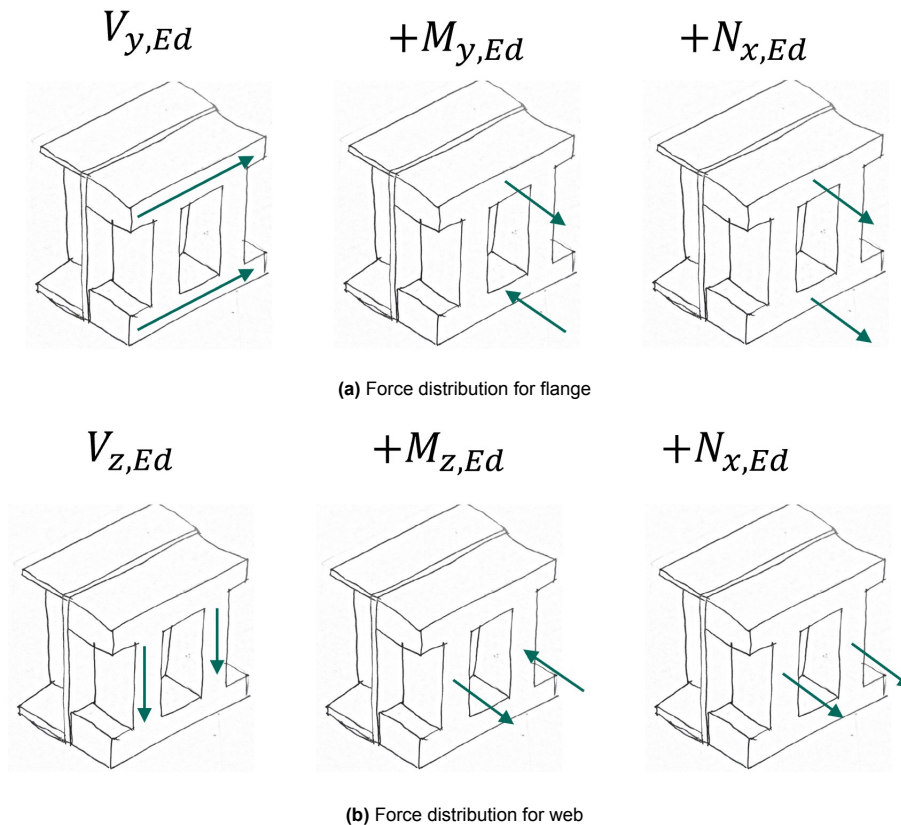 V_{y,Ed} +M_{y,Ed} +N_{x,Ed}
(a) Force distribution for flange
V_{z,Ed} +M_{z,Ed} +N_{x,Ed}
(b) Force distribution for web